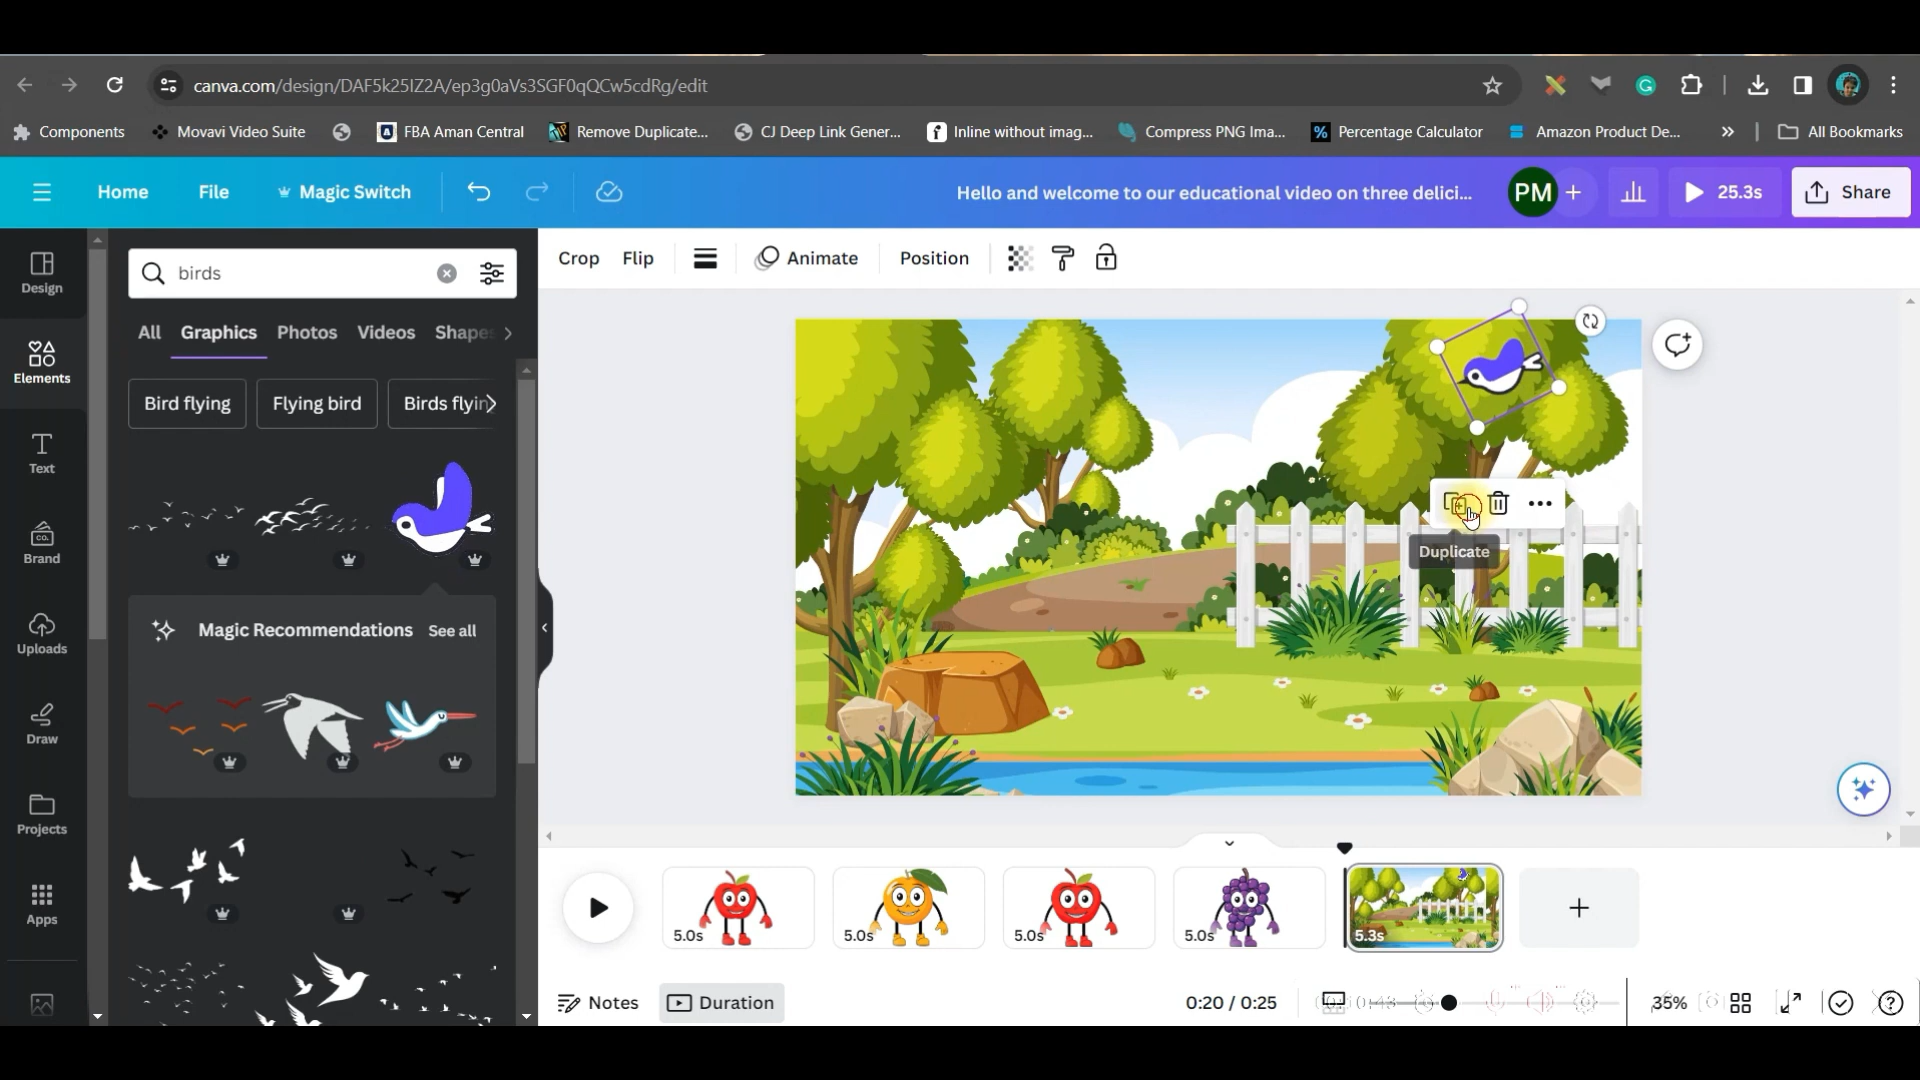 canva.com/design/DAF5k25IZ2A/ep3g0aVs3SGF0qQCw5cdRg/edit
Components
Movavi Video Suite
FBA Aman Central
Remove Duplicate...
CJ Deep Link Gener...
Inline without imag...
Compress PNG Ima...
Percentage Calculator
Amazon Product De...
All Bookmarks
Home
File
Magic Switch
Hello and welcome to our educational video on three delici...
PM
25.3s
Share
Design
Elements
Text
Brand
Uploads
Draw
Projects
Apps
birds
All
Graphics
Photos
Videos
Shapes
Bird flying
Flying bird
Birds flyin
Magic Recommendations
See all
Crop
Flip
Animate
Position
Duplicate
5.0s
5.0s
5.0s
5.0s
5.3s
Notes
Duration
0:20 / 0:25
35%